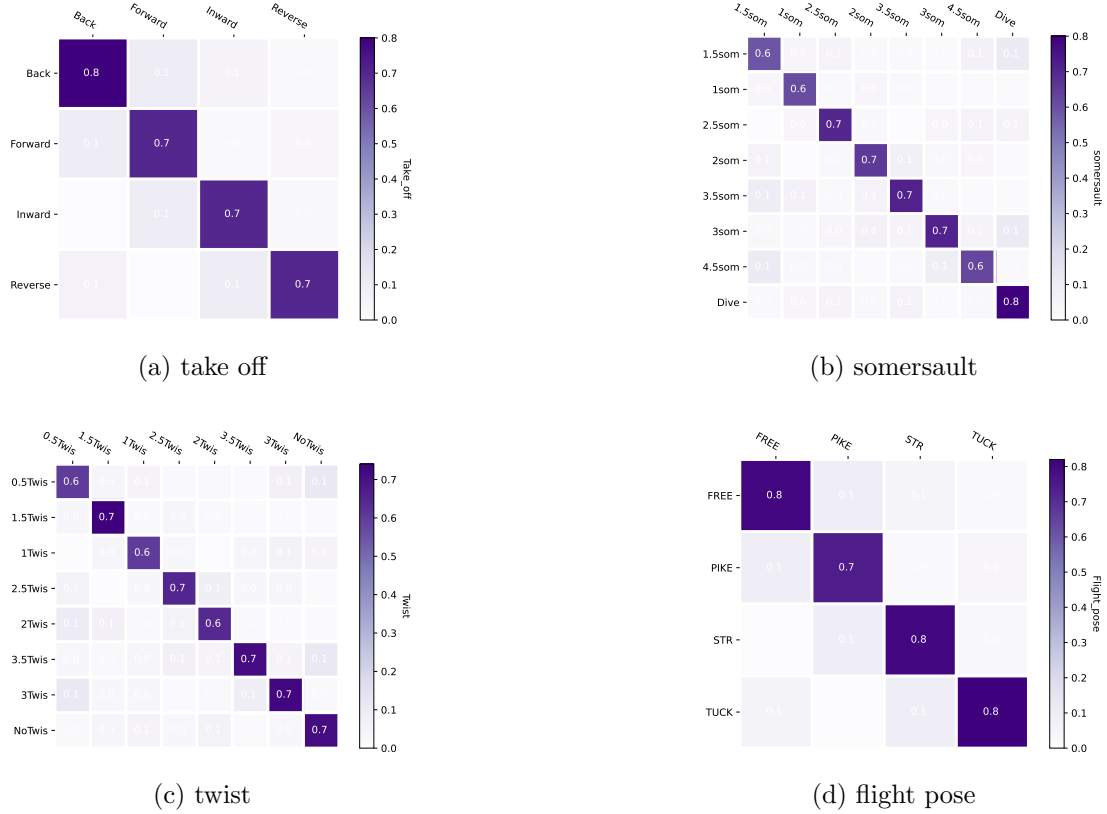 Back Forward Inward Reverse
Back 0.8 0.1 0.1
Forward 0.1 0.7
Inward 0.1 0.7
Reverse 0.1 0.1 0.7
0.8
0.7
0.6
0.5
0.4
0.3
0.2
0.1
0.0
Take_off
(a) take off
1.5som 1som 2.5som 2som 3.5som 3som 4.5som Dive
1.5som 0.6 0.1 0.1 0.1
1som 0.6
2.5som 0.7 0.1 0.1
2som 0.1 0.7 0.1
3.5som 0.1 0.1 0.7
3som 0.1 0.7 0.1
4.5som 0.1 0.1 0.6
Dive 0.1 0.1 0.8
0.8
0.7
0.6
0.5
0.4
0.3
0.2
0.1
0.0
somersault
(b) somersault
0.5Twis 1.5Twis 1Twis 2.5Twis 2Twis 3.5Twis 3Twis NoTwis
0.5Twis 0.6 0.1 0.1 0.1
1.5Twis 0.7
1Twis 0.6 0.1
2.5Twis 0.1 0.7 0.1
2Twis 0.1 0.1 0.1 0.6
3.5Twis 0.1 0.1 0.7 0.1
3Twis 0.1 0.1 0.7
NoTwis 0.1 0.7
0.7
0.6
0.5
0.4
0.3
0.2
0.1
0.0
Twist
(c) twist
FREE PIKE STR TUCK
FREE 0.8 0.1 0.1
PIKE 0.1 0.7
STR 0.1 0.8
TUCK 0.1 0.1 0.8
0.8
0.7
0.6
0.5
0.4
0.3
0.2
0.1
0.0
Flight_pose
(d) flight pose